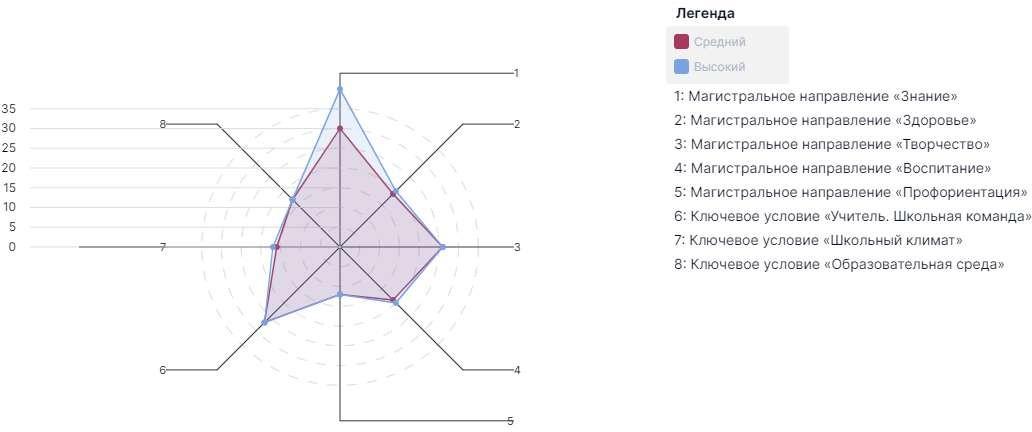 Легенда
Средний
Высокий
1: Магистральное направление «Знание»
2: Магистральное направление «Здоровье»
3: Магистральное направление «Творчество»
4: Магистральное направление «Воспитание»
5: Магистральное направление «Профориентация»
6: Ключевое условие «Учитель. Школьная команда»
7: Ключевое условие «Школьный климат»
8: Ключевое условие «Образовательная среда»
1
2
3
4
5
6
7
8
35
30
25
20
15
10
5
0